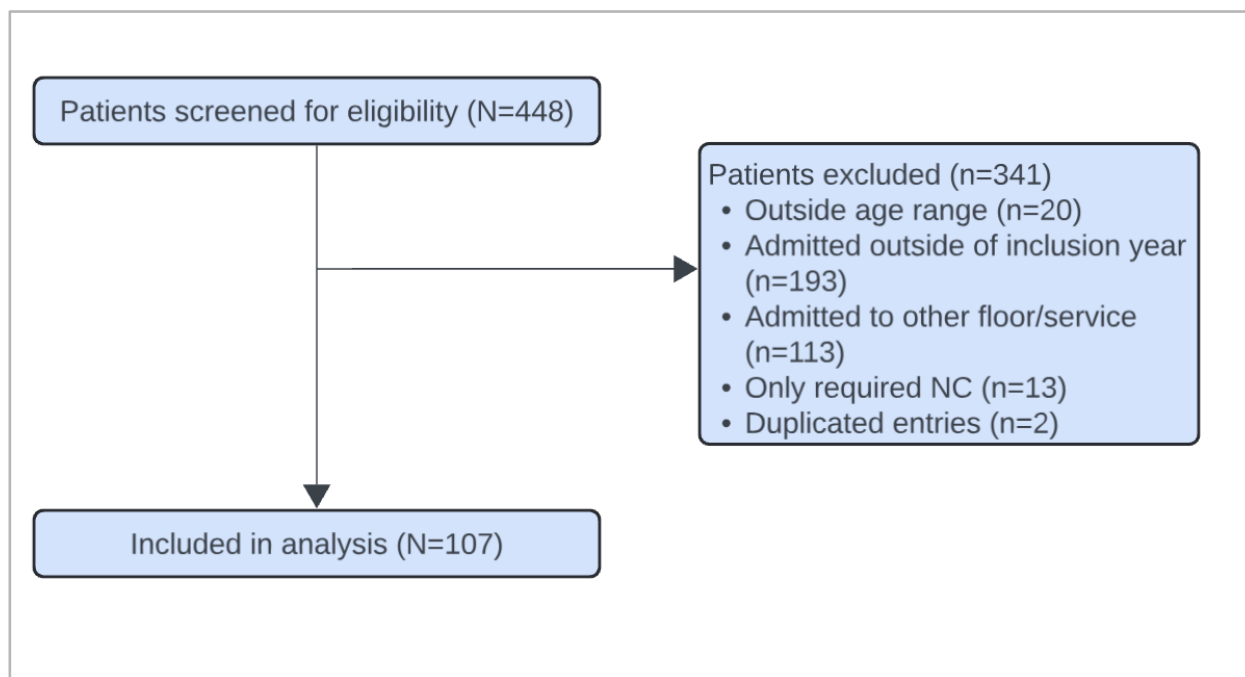 Patients screened for eligibility (N=448)
Patients excluded (n=341)
• Outside age range (n=20)
• Admitted outside of inclusion year
(n=193)
• Admitted to other floor/service
(n=113)
• Only required NC (n=13)
• Duplicated entries (n=2)
Included in analysis (N=107)